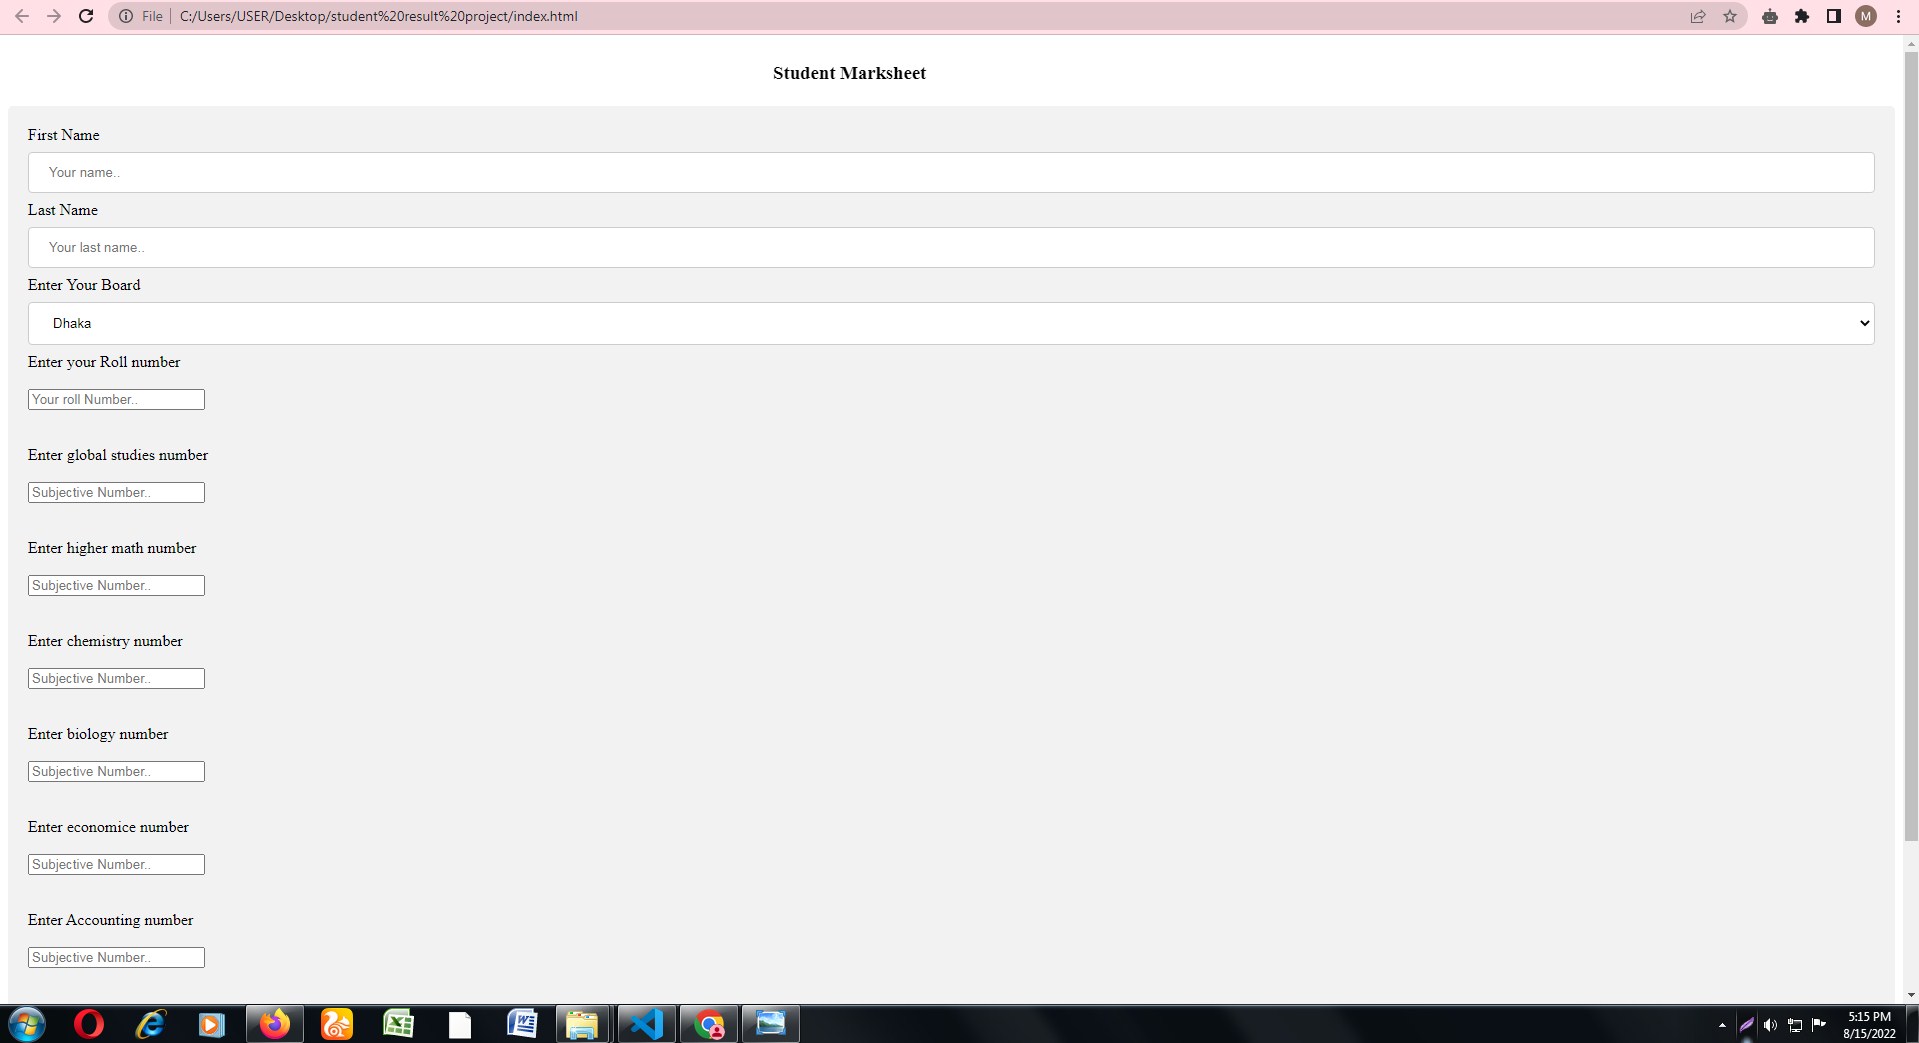 File
C:/Users/USER/Desktop/student%20result%20project/index.html
M
Student Marksheet
First Name
Your name..
Last Name
Your last name..
Enter Your Board
Dhaka
Enter your Roll number
Your roll Number..
Enter global studies number
Subjective Number..
Enter higher math number
Subjective Number..
Enter chemistry number
Subjective Number..
Enter biology number
Subjective Number..
Enter economice number
Subjective Number..
Enter Accounting number
Subjective Number..
5:15 PM
8/15/2022